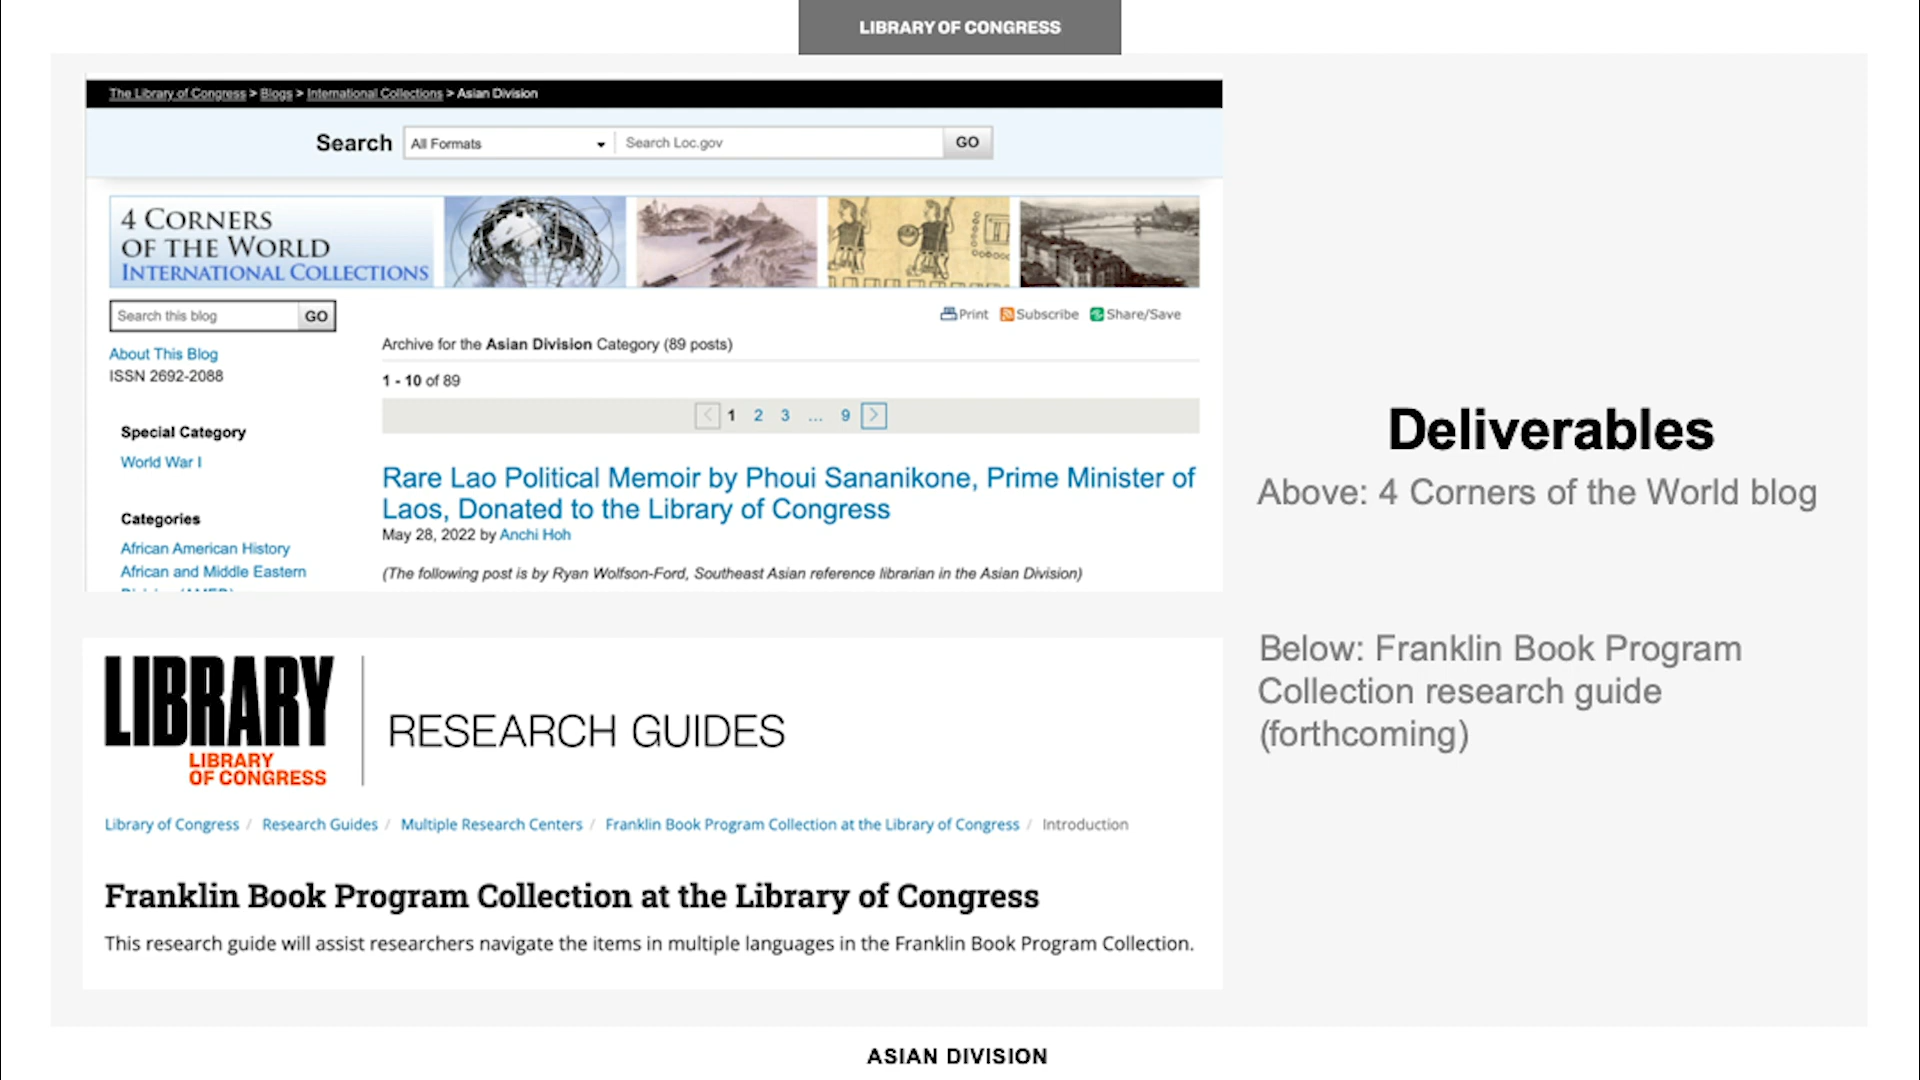 LIBRARY OF CONGRESS
The Library of Congress > Blogs > International Collections > Asian Division
Search All Formats Search Loc.gov GO
4 CORNERS
OF THE WORLD
INTERNATIONAL COLLECTIONS
Search this blog GO
Print Subscribe Share/Save
About This Blog
ISSN 2692-2088
Special Category
World War I
Categories
African American History
African and Middle Eastern
Archive for the Asian Division Category (89 posts)
1 - 10 of 89
< 1 2 3 ... 9 >
Rare Lao Political Memoir by Phoui Sananikone, Prime Minister of
Laos, Donated to the Library of Congress
May 28, 2022 by Anchi Hoh
(The following post is by Ryan Wolfson-Ford, Southeast Asian reference librarian in the Asian Division)
Deliverables
Above: 4 Corners of the World blog
Below: Franklin Book Program
Collection research guide
(forthcoming)
LIBRARY
LIBRARY
OF CONGRESS
RESEARCH GUIDES
Library of Congress / Research Guides / Multiple Research Centers / Franklin Book Program Collection at the Library of Congress / Introduction
Franklin Book Program Collection at the Library of Congress
This research guide will assist researchers navigate the items in multiple languages in the Franklin Book Program Collection.
ASIAN DIVISION